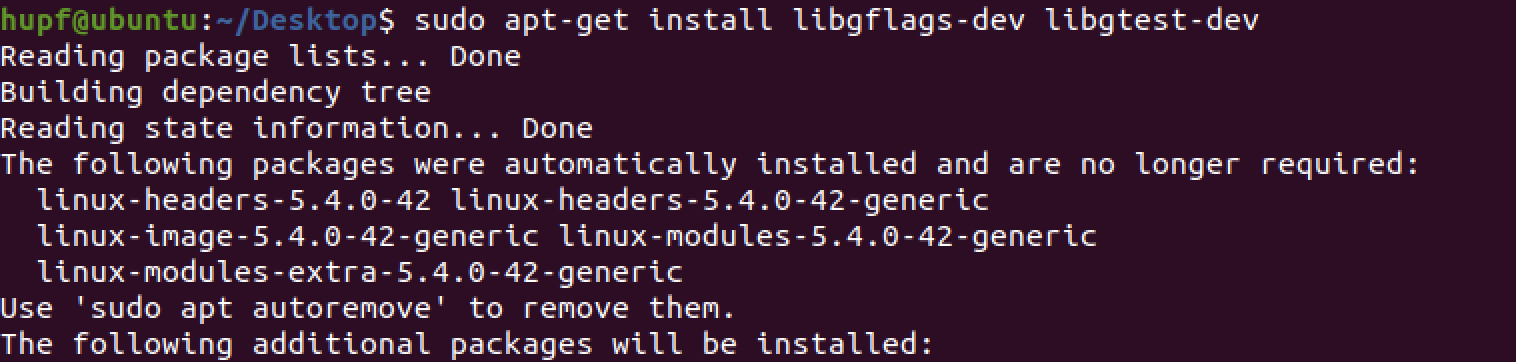 hupf@ubuntu:~/Desktop$ sudo apt-get install libgflags-dev libgtest-dev
Reading package lists... Done
Building dependency tree
Reading state information... Done
The following packages were automatically installed and are no longer required:
  linux-headers-5.4.0-42 linux-headers-5.4.0-42-generic
  linux-image-5.4.0-42-generic linux-modules-5.4.0-42-generic
  linux-modules-extra-5.4.0-42-generic
Use 'sudo apt autoremove' to remove them.
The following additional packages will be installed: